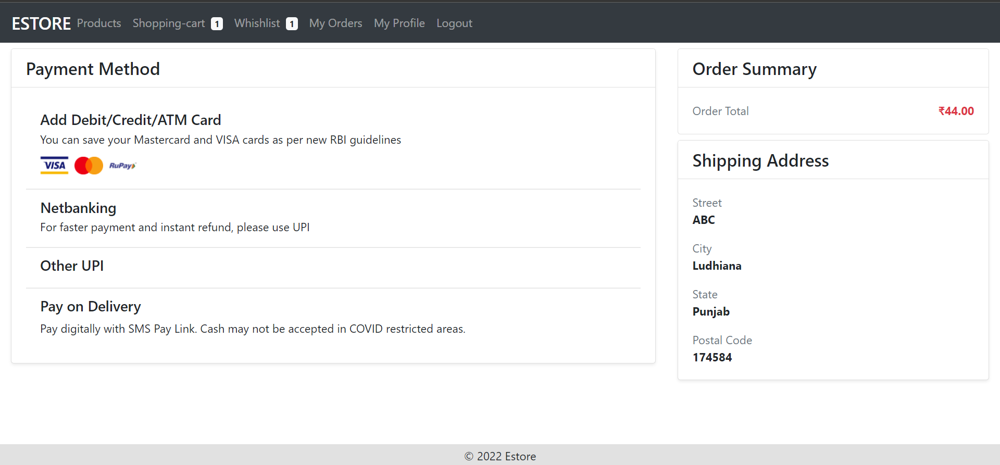 ESTORE Products Shopping-cart 1 Whishlist 1 My Orders My Profile Logout
Payment Method
Add Debit/Credit/ATM Card
You can save your Mastercard and VISA cards as per new RBI guidelines
VISA RuPay
Netbanking
For faster payment and instant refund, please use UPI
Other UPI
Pay on Delivery
Pay digitally with SMS Pay Link. Cash may not be accepted in COVID restricted areas.
Order Summary
Order Total ₹44.00
Shipping Address
Street
ABC
City
Ludhiana
State
Punjab
Postal Code
174584
© 2022 Estore